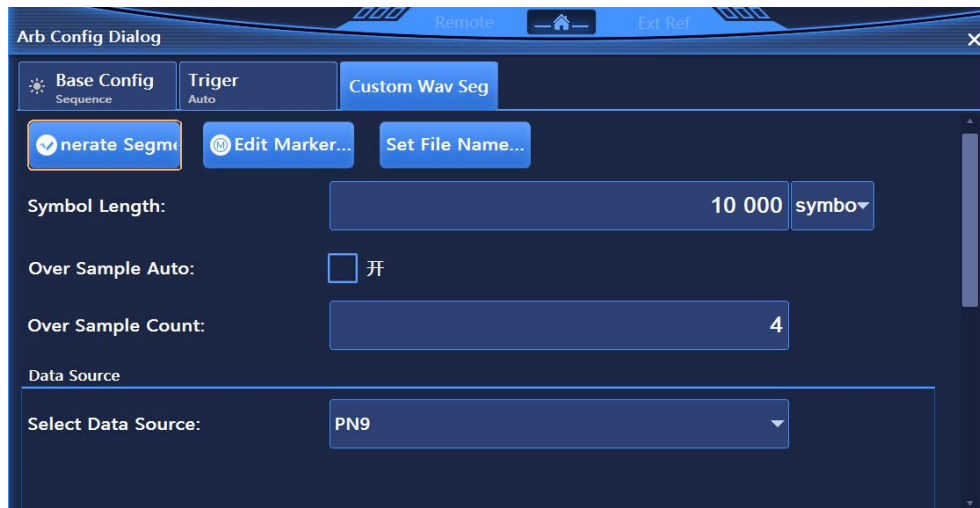 Remote Ext Ref
Arb Config Dialog
Base Config
Sequence
Triger
Auto
Custom Wav Seg
nerate Segme
Edit Marker...
Set File Name...
Symbol Length:
10 000 symbo
Over Sample Auto:
开
Over Sample Count:
4
Data Source
Select Data Source:
PN9